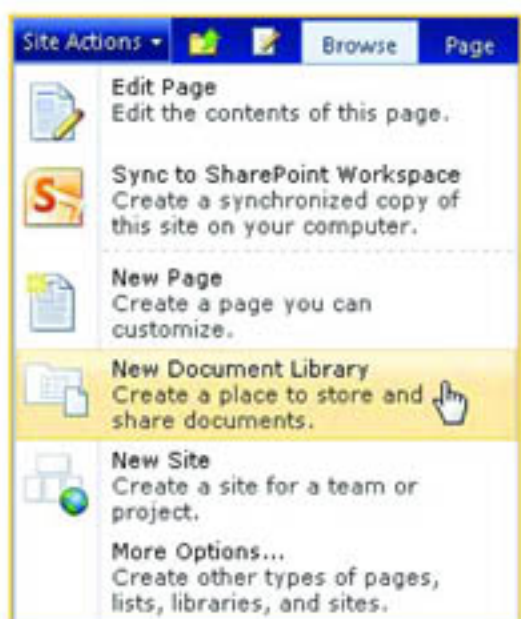 Site Actions Browse Page
Edit Page
Edit the contents of this page.
Sync to SharePoint Workspace
Create a synchronized copy of
this site on your computer.
New Page
Create a page you can
customize.
New Document Library
Create a place to store and
share documents.
New Site
Create a site for a team or
project.
More Options...
Create other types of pages,
lists, libraries, and sites.